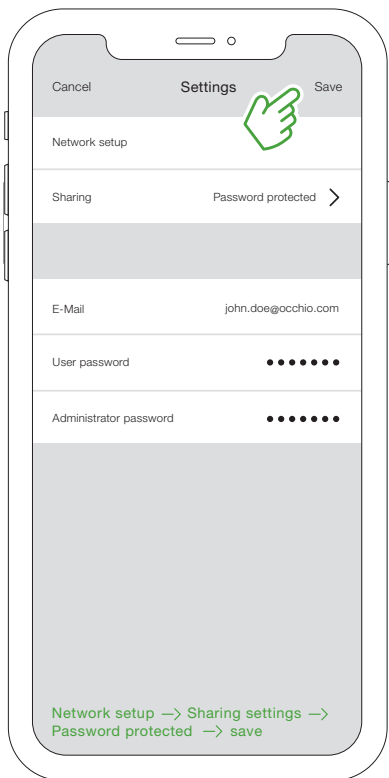 Cancel Settings Save
Network setup
Sharing Password protected
E-Mail john.doe@occhio.com
User password •••••••
Administrator password •••••••
Network setup —> Sharing settings —>
Password protected —> save